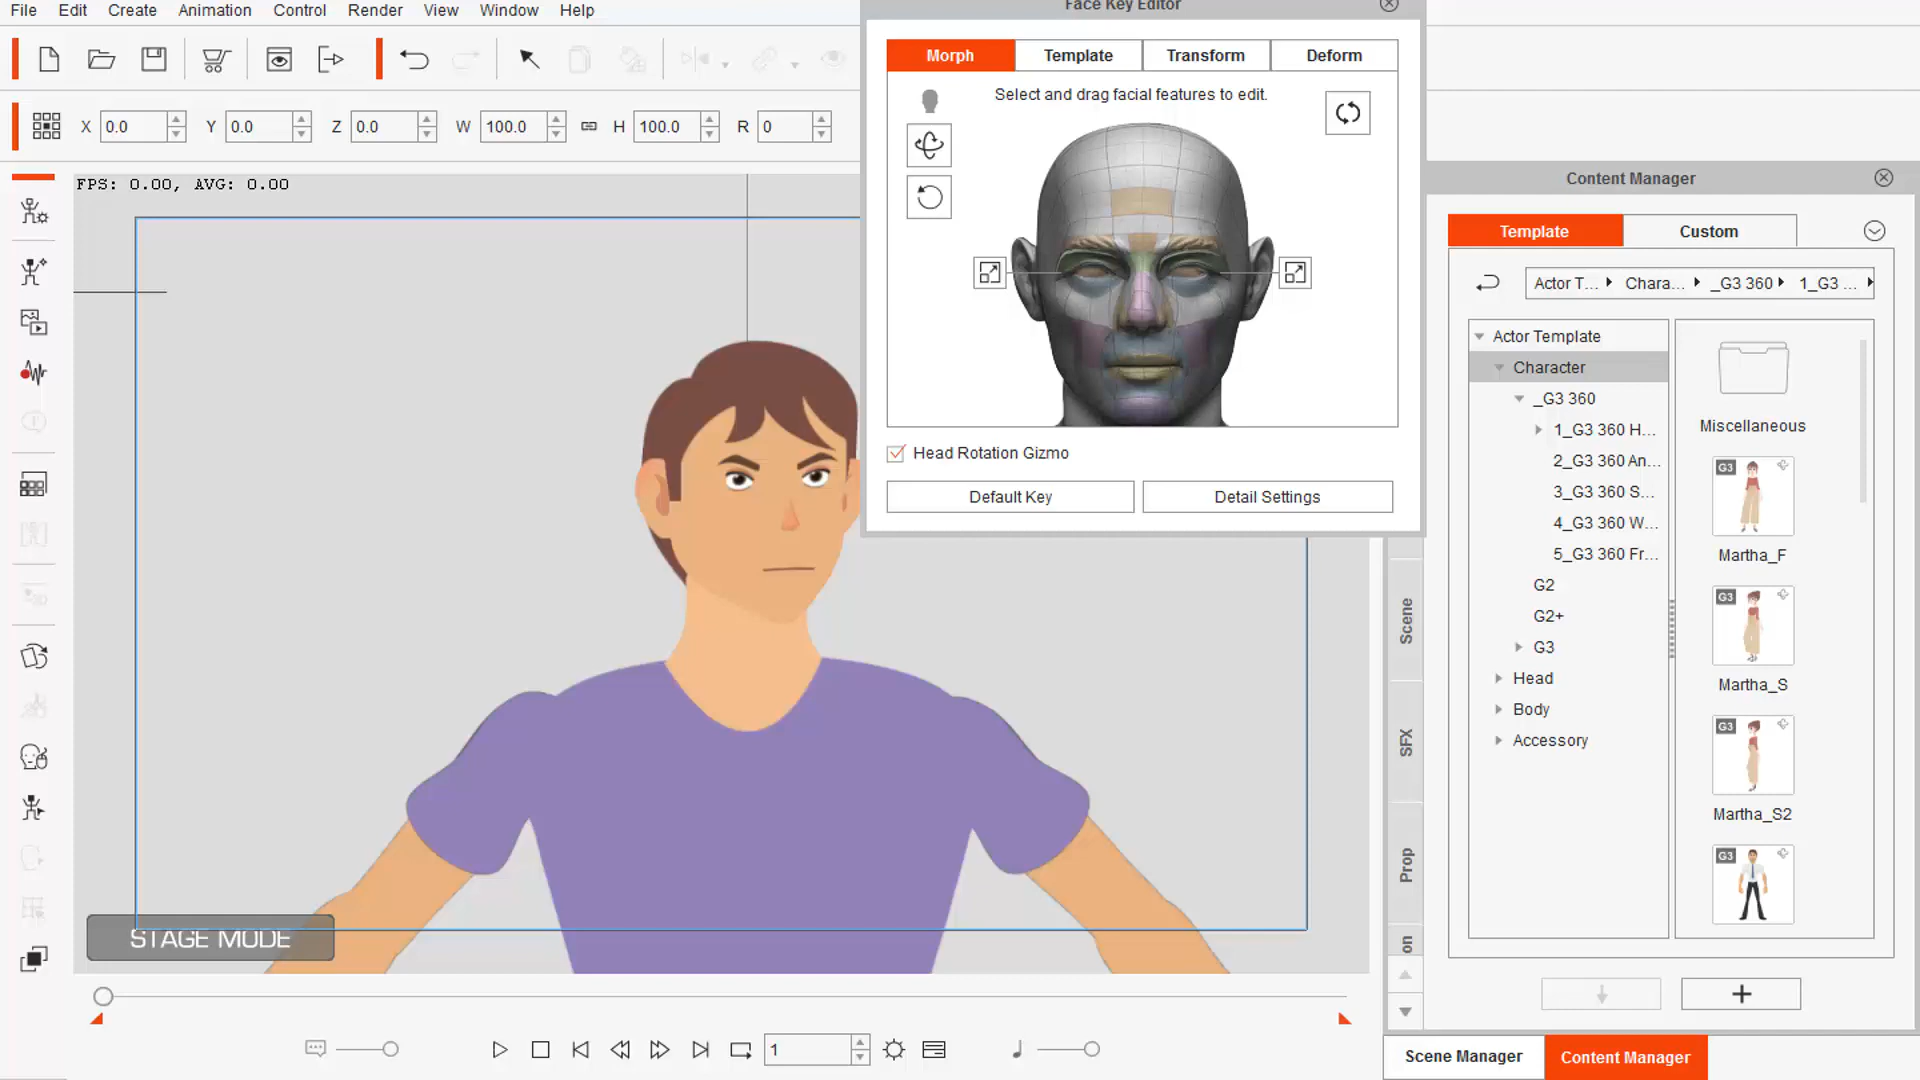 File Edit Create Animation Control Render View Window Help
X 0.0 Y 0.0 Z 0.0 W 100.0 H 100.0 R 0
FPS: 0.00, AVG: 0.00
STAGE MODE
1
Face Key Editor
Morph Template Transform Deform
Select and drag facial features to edit.
Head Rotation Gizmo
Default Key Detail Settings
Scene
SFX
Prop
on
Content Manager
Template Custom
Actor T... Chara... _G3 360 1_G3 ...
Actor Template
Character
_G3 360
1_G3 360 H...
2_G3 360 An...
3_G3 360 S...
4_G3 360 W...
5_G3 360 Fr...
G2
G2+
G3
Head
Body
Accessory
Miscellaneous
G3
Martha_F
G3
Martha_S
G3
Martha_S2
G3
Scene Manager Content Manager